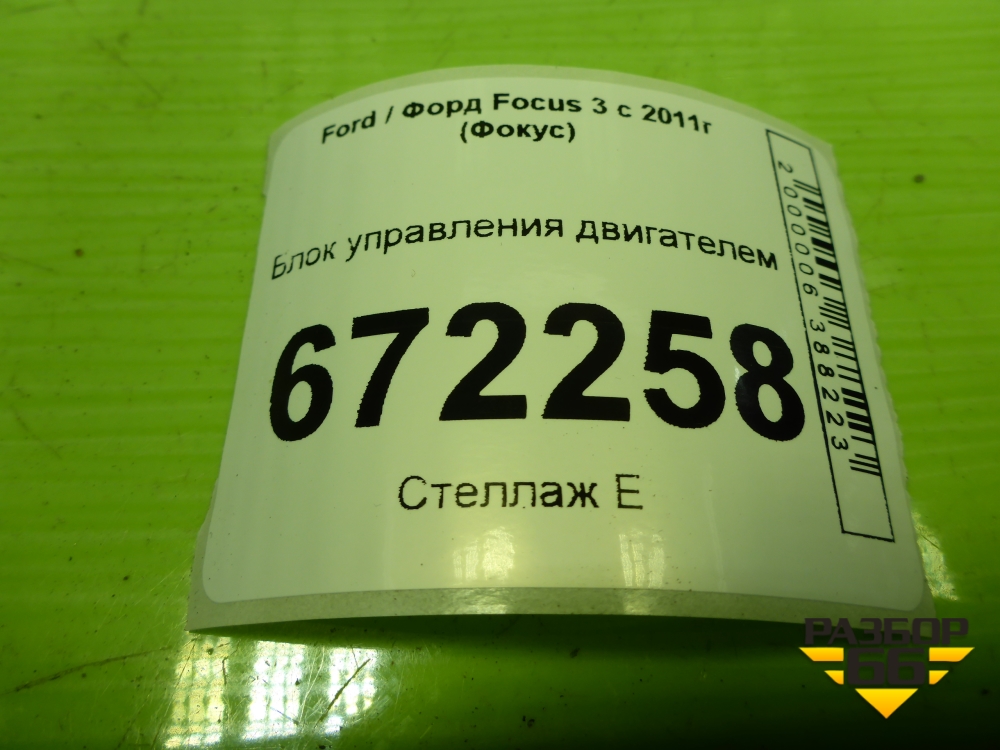 Ford / Форд Focus 3 с 2011г
(Фокус)
Блок управления двигателем
672258
Стеллаж Е
2000006388223
РАЗБОР
66